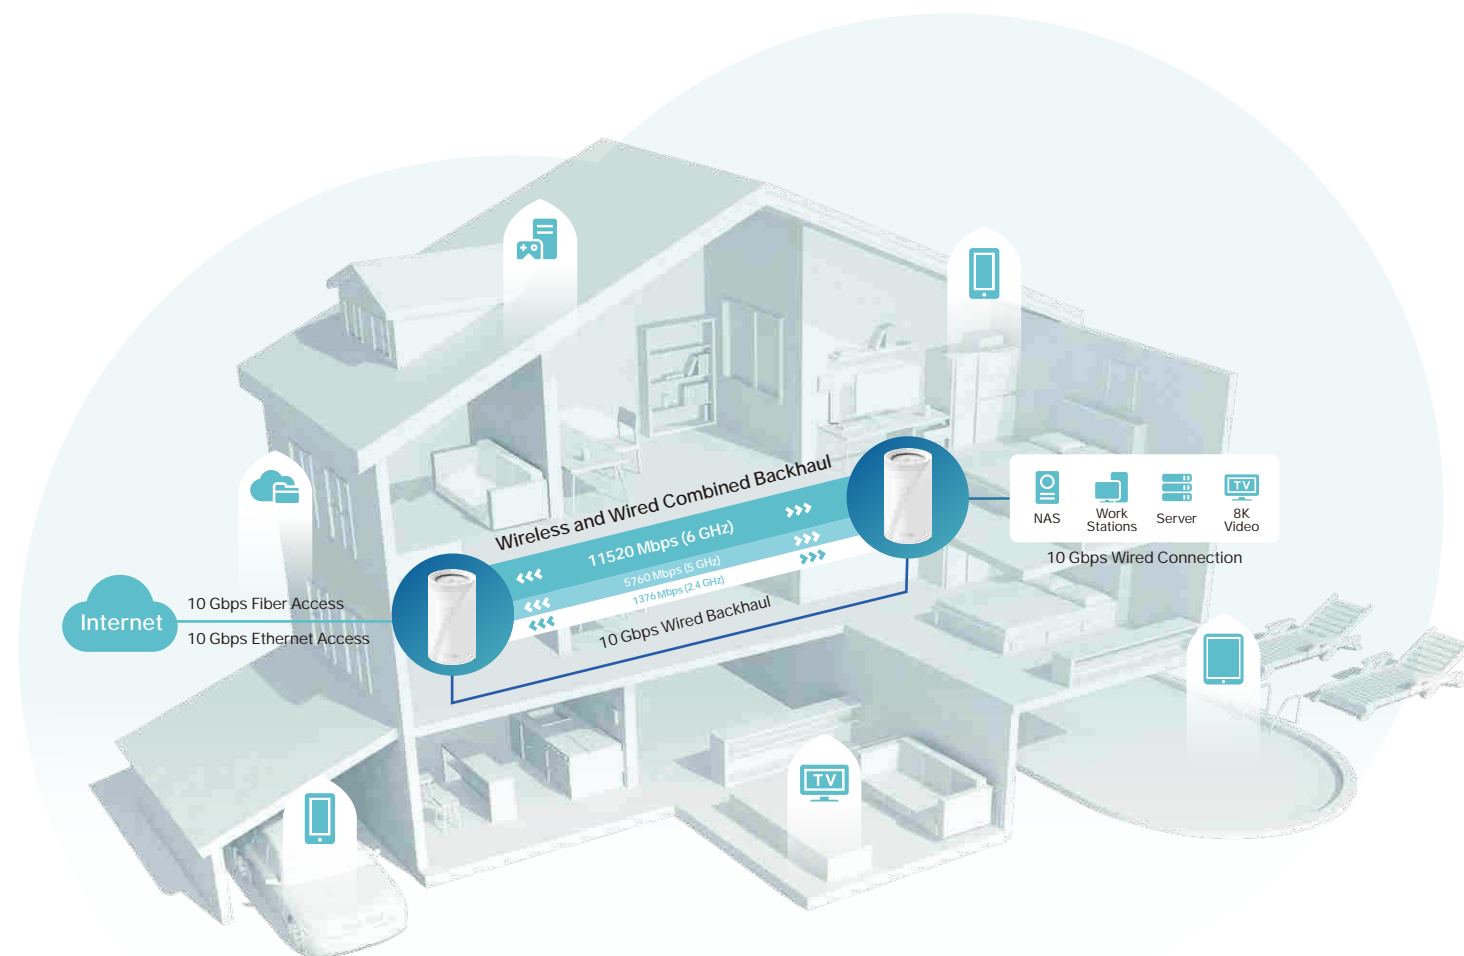 Wireless and Wired Combined Backhaul
11520 Mbps (6 GHz)
5760 Mbps (5 GHz)
1376 Mbps (2.4 GHz)
10 Gbps Wired Backhaul
Internet
10 Gbps Fiber Access
10 Gbps Ethernet Access
NAS
Work
Stations
Server
TV
8K
Video
10 Gbps Wired Connection
TV